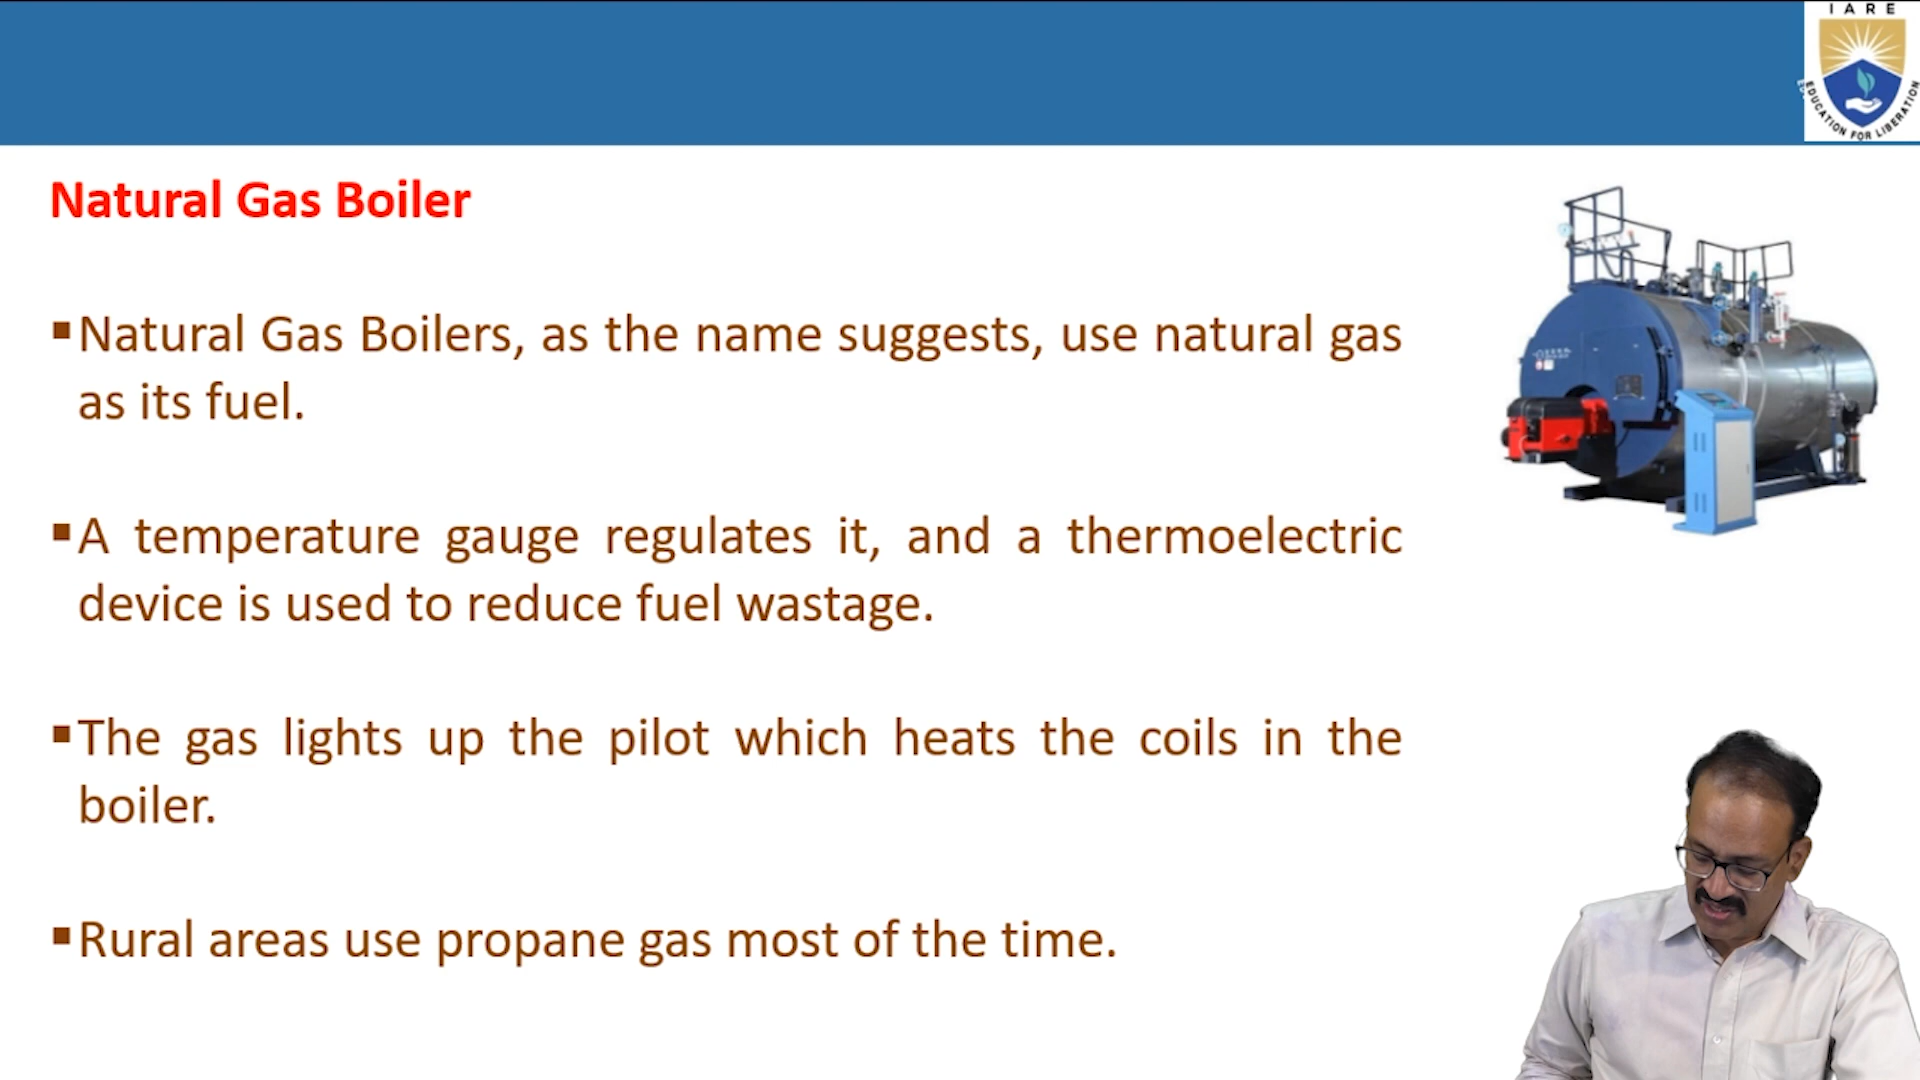 IARE
EDUCATION FOR LIBERATION
Natural Gas Boiler
▪Natural Gas Boilers, as the name suggests, use natural gas
as its fuel.
▪A temperature gauge regulates it, and a thermoelectric
device is used to reduce fuel wastage.
▪The gas lights up the pilot which heats the coils in the
boiler.
▪Rural areas use propane gas most of the time.